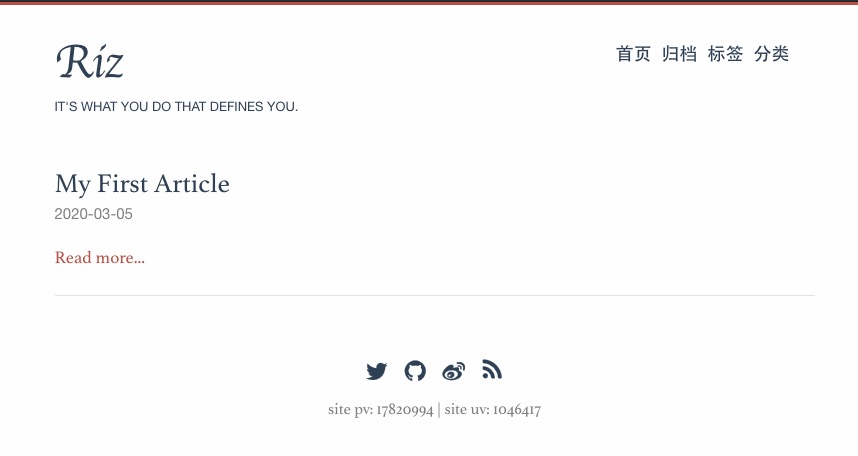 Riz
首页 归档 标签 分类
IT'S WHAT YOU DO THAT DEFINES YOU.
My First Article
2020-03-05
Read more...
site pv: 17820994 | site uv: 1046417